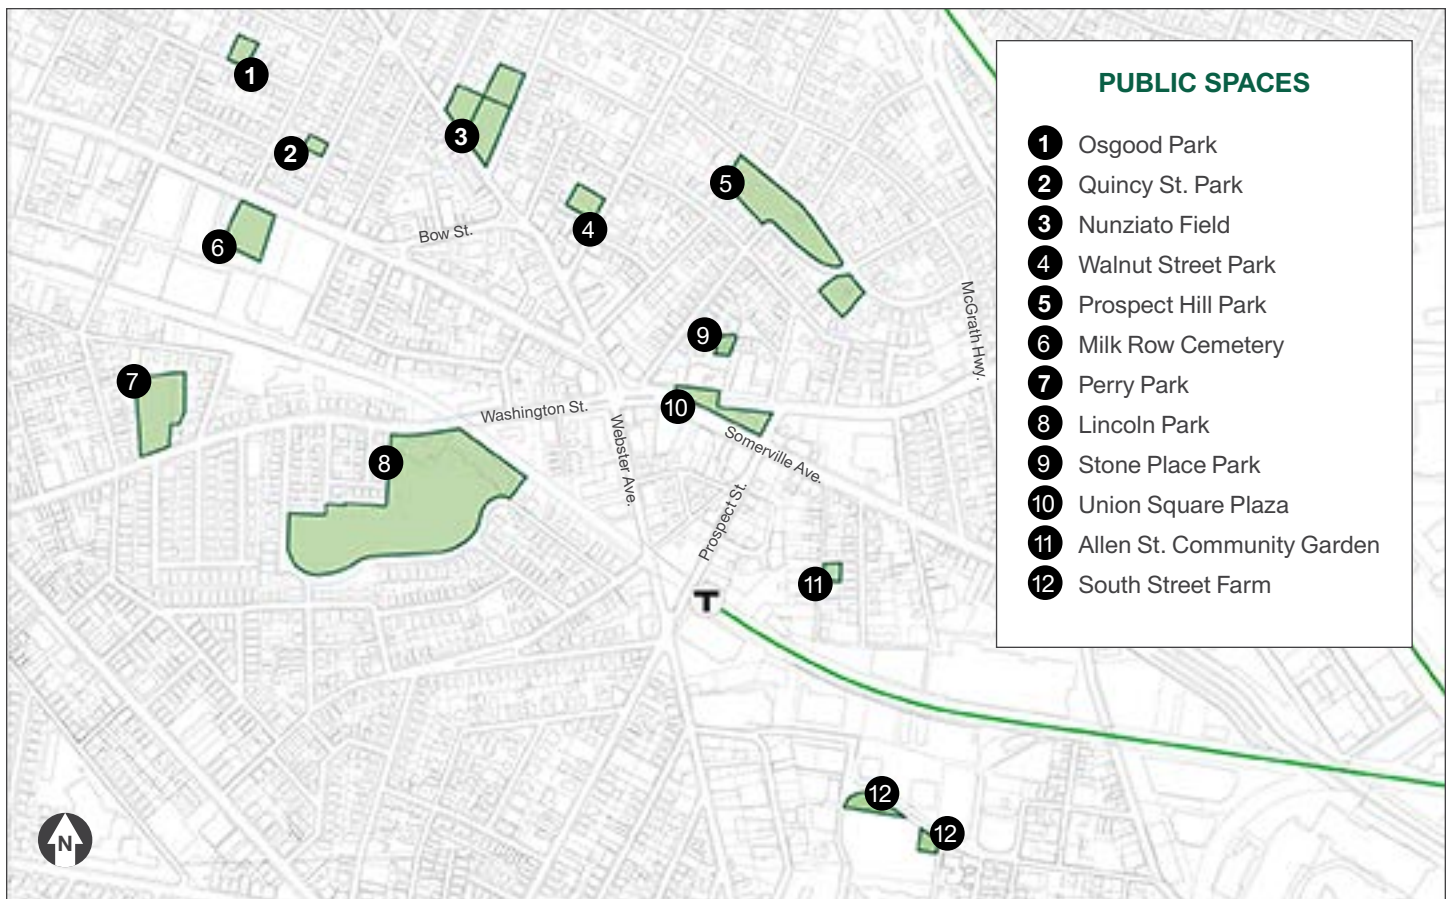 PUBLIC SPACES
1 Osgood Park
2 Quincy St. Park
3 Nunziato Field
4 Walnut Street Park
5 Prospect Hill Park
6 Milk Row Cemetery
7 Perry Park
8 Lincoln Park
9 Stone Place Park
10 Union Square Plaza
11 Allen St. Community Garden
12 South Street Farm
1
2
3
5
4
6
Bow St.
McGrath Hwy.
9
7
10
Washington St.
Webster Ave.
Somerville Ave.
8
Prospect St.
11
T
12
12
N